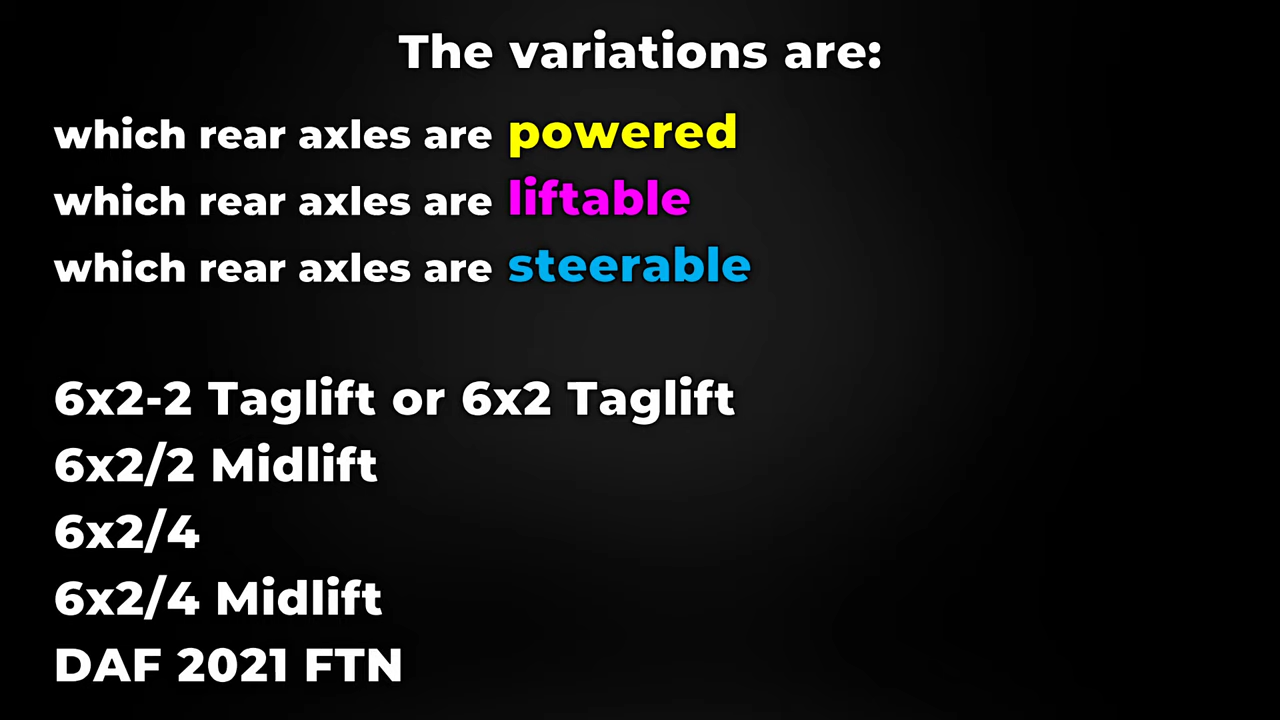 The variations are:
which rear axles are powered
which rear axles are liftable
which rear axles are steerable
6x2-2 Taglift or 6x2 Taglift
6x2/2 Midlift
6x2/4
6x2/4 Midlift
DAF 2021 FTN